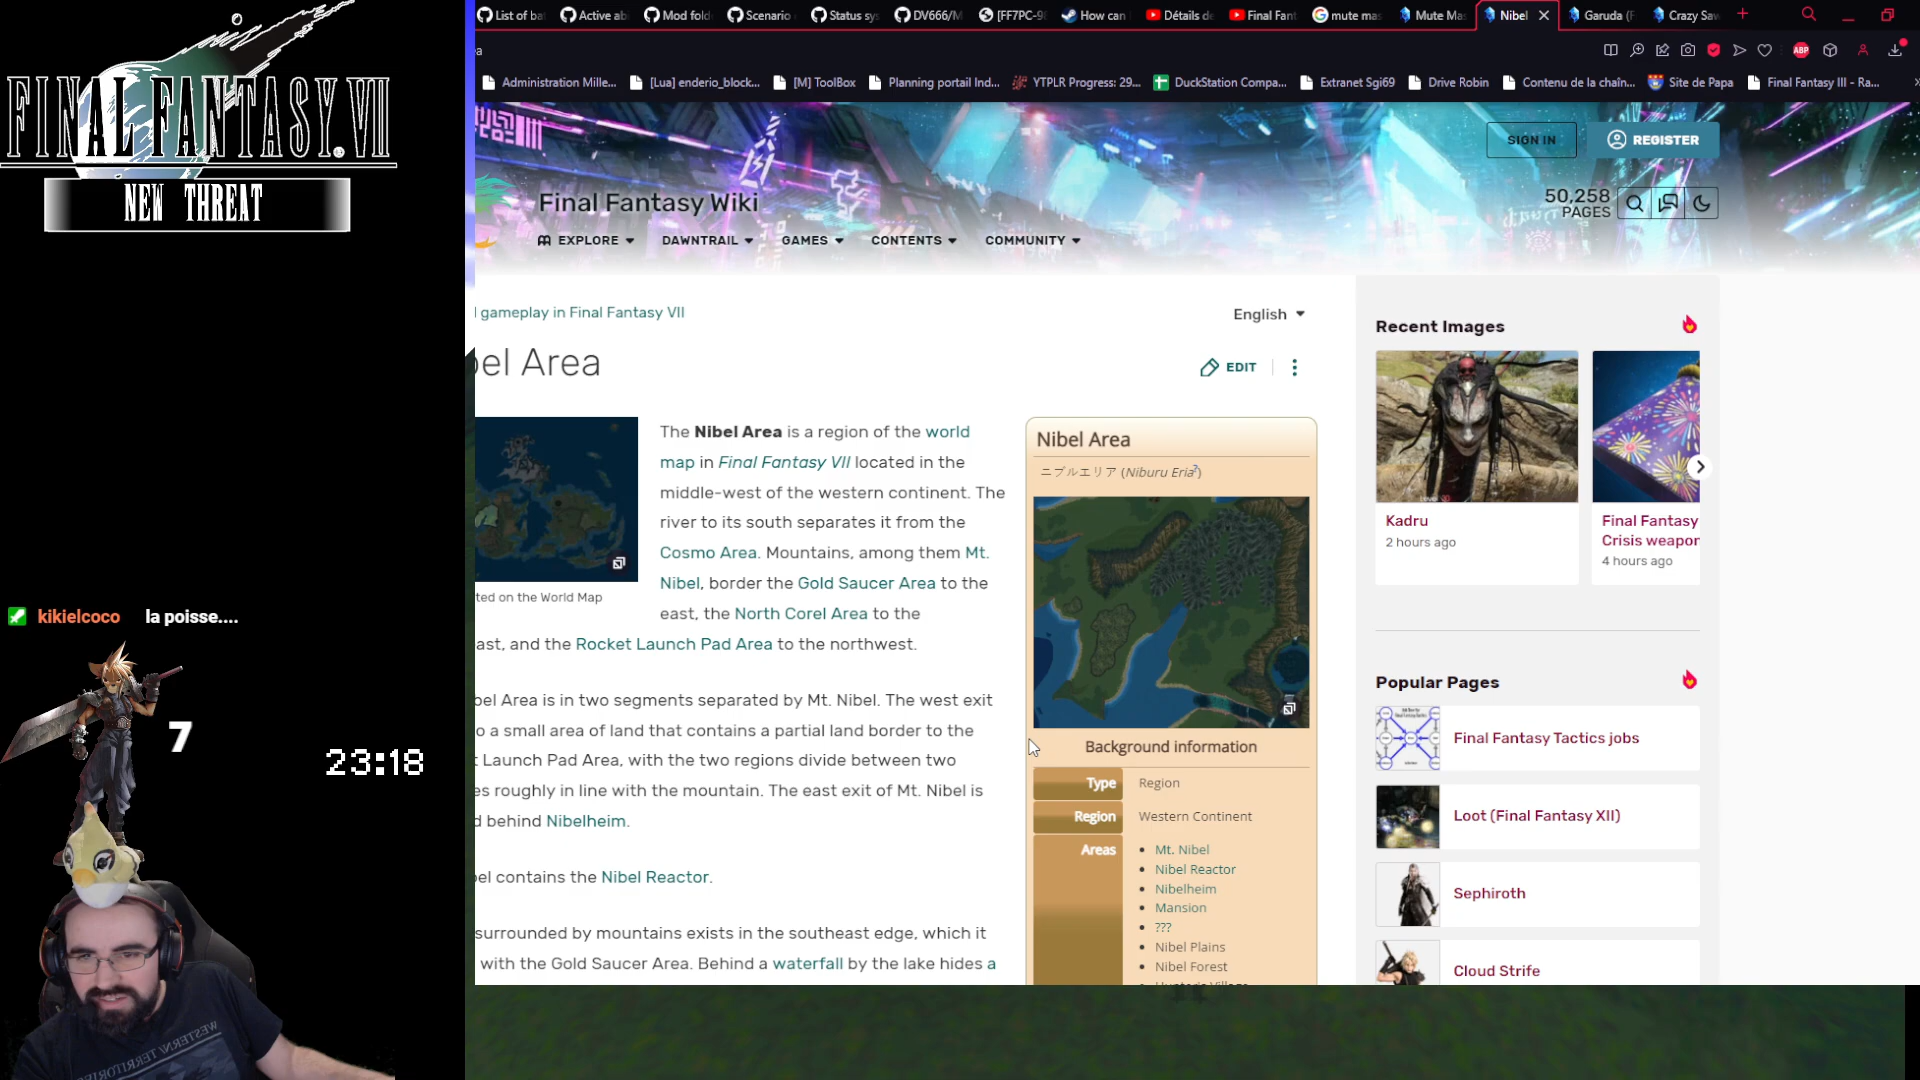 FINAL FANTASY.VII
NEW THREAT
List of ba
Active ab
Mod fold
Scenario
Status sy
DV666/M
[FF7PC-98
How can
Détails de
Final Fant
mute mas
Mute Ma
Nibel
Garuda (F
Crazy Sa
ea
ABP
Administration Mille...
[Lua] enderio_block...
[M] ToolBox
Planning portail Ind...
YTPLR Progress: 29...
DuckStation Compa...
Extranet Sgi69
Drive Robin
Contenu de la chaîn...
Site de Papa
Final Fantasy III - Ra...
SIGN IN
REGISTER
Final Fantasy Wiki
50,258
PAGES
EXPLORE
DAWNTRAIL
GAMES
CONTENTS
COMMUNITY
gameplay in Final Fantasy VII
English
bel Area
EDIT
ted on the World Map
The Nibel Area is a region of the world
map in Final Fantasy VII located in the
middle-west of the western continent. The
river to its south separates it from the
Cosmo Area. Mountains, among them Mt.
Nibel, border the Gold Saucer Area to the
east, the North Corel Area to the
ast, and the Rocket Launch Pad Area to the northwest.
bel Area is in two segments separated by Mt. Nibel. The west exit
o a small area of land that contains a partial land border to the
t Launch Pad Area, with the two regions divide between two
es roughly in line with the mountain. The east exit of Mt. Nibel is
d behind Nibelheim.
el contains the Nibel Reactor.
surrounded by mountains exists in the southeast edge, which it
with the Gold Saucer Area. Behind a waterfall by the lake hides a
Nibel Area
ニブルエリア (Niburu Eria?)
Background information
Type
Region
Region
Western Continent
Areas
Mt. Nibel
Nibel Reactor
Nibelheim
Mansion
???
Nibel Plains
Nibel Forest
Recent Images
Kadru
2 hours ago
Final Fantasy
Crisis weapon
4 hours ago
Popular Pages
Final Fantasy Tactics jobs
Loot (Final Fantasy XII)
Sephiroth
Cloud Strife
kikielcoco la poisse....
7
23:18
WESTERN
TERRITORIES